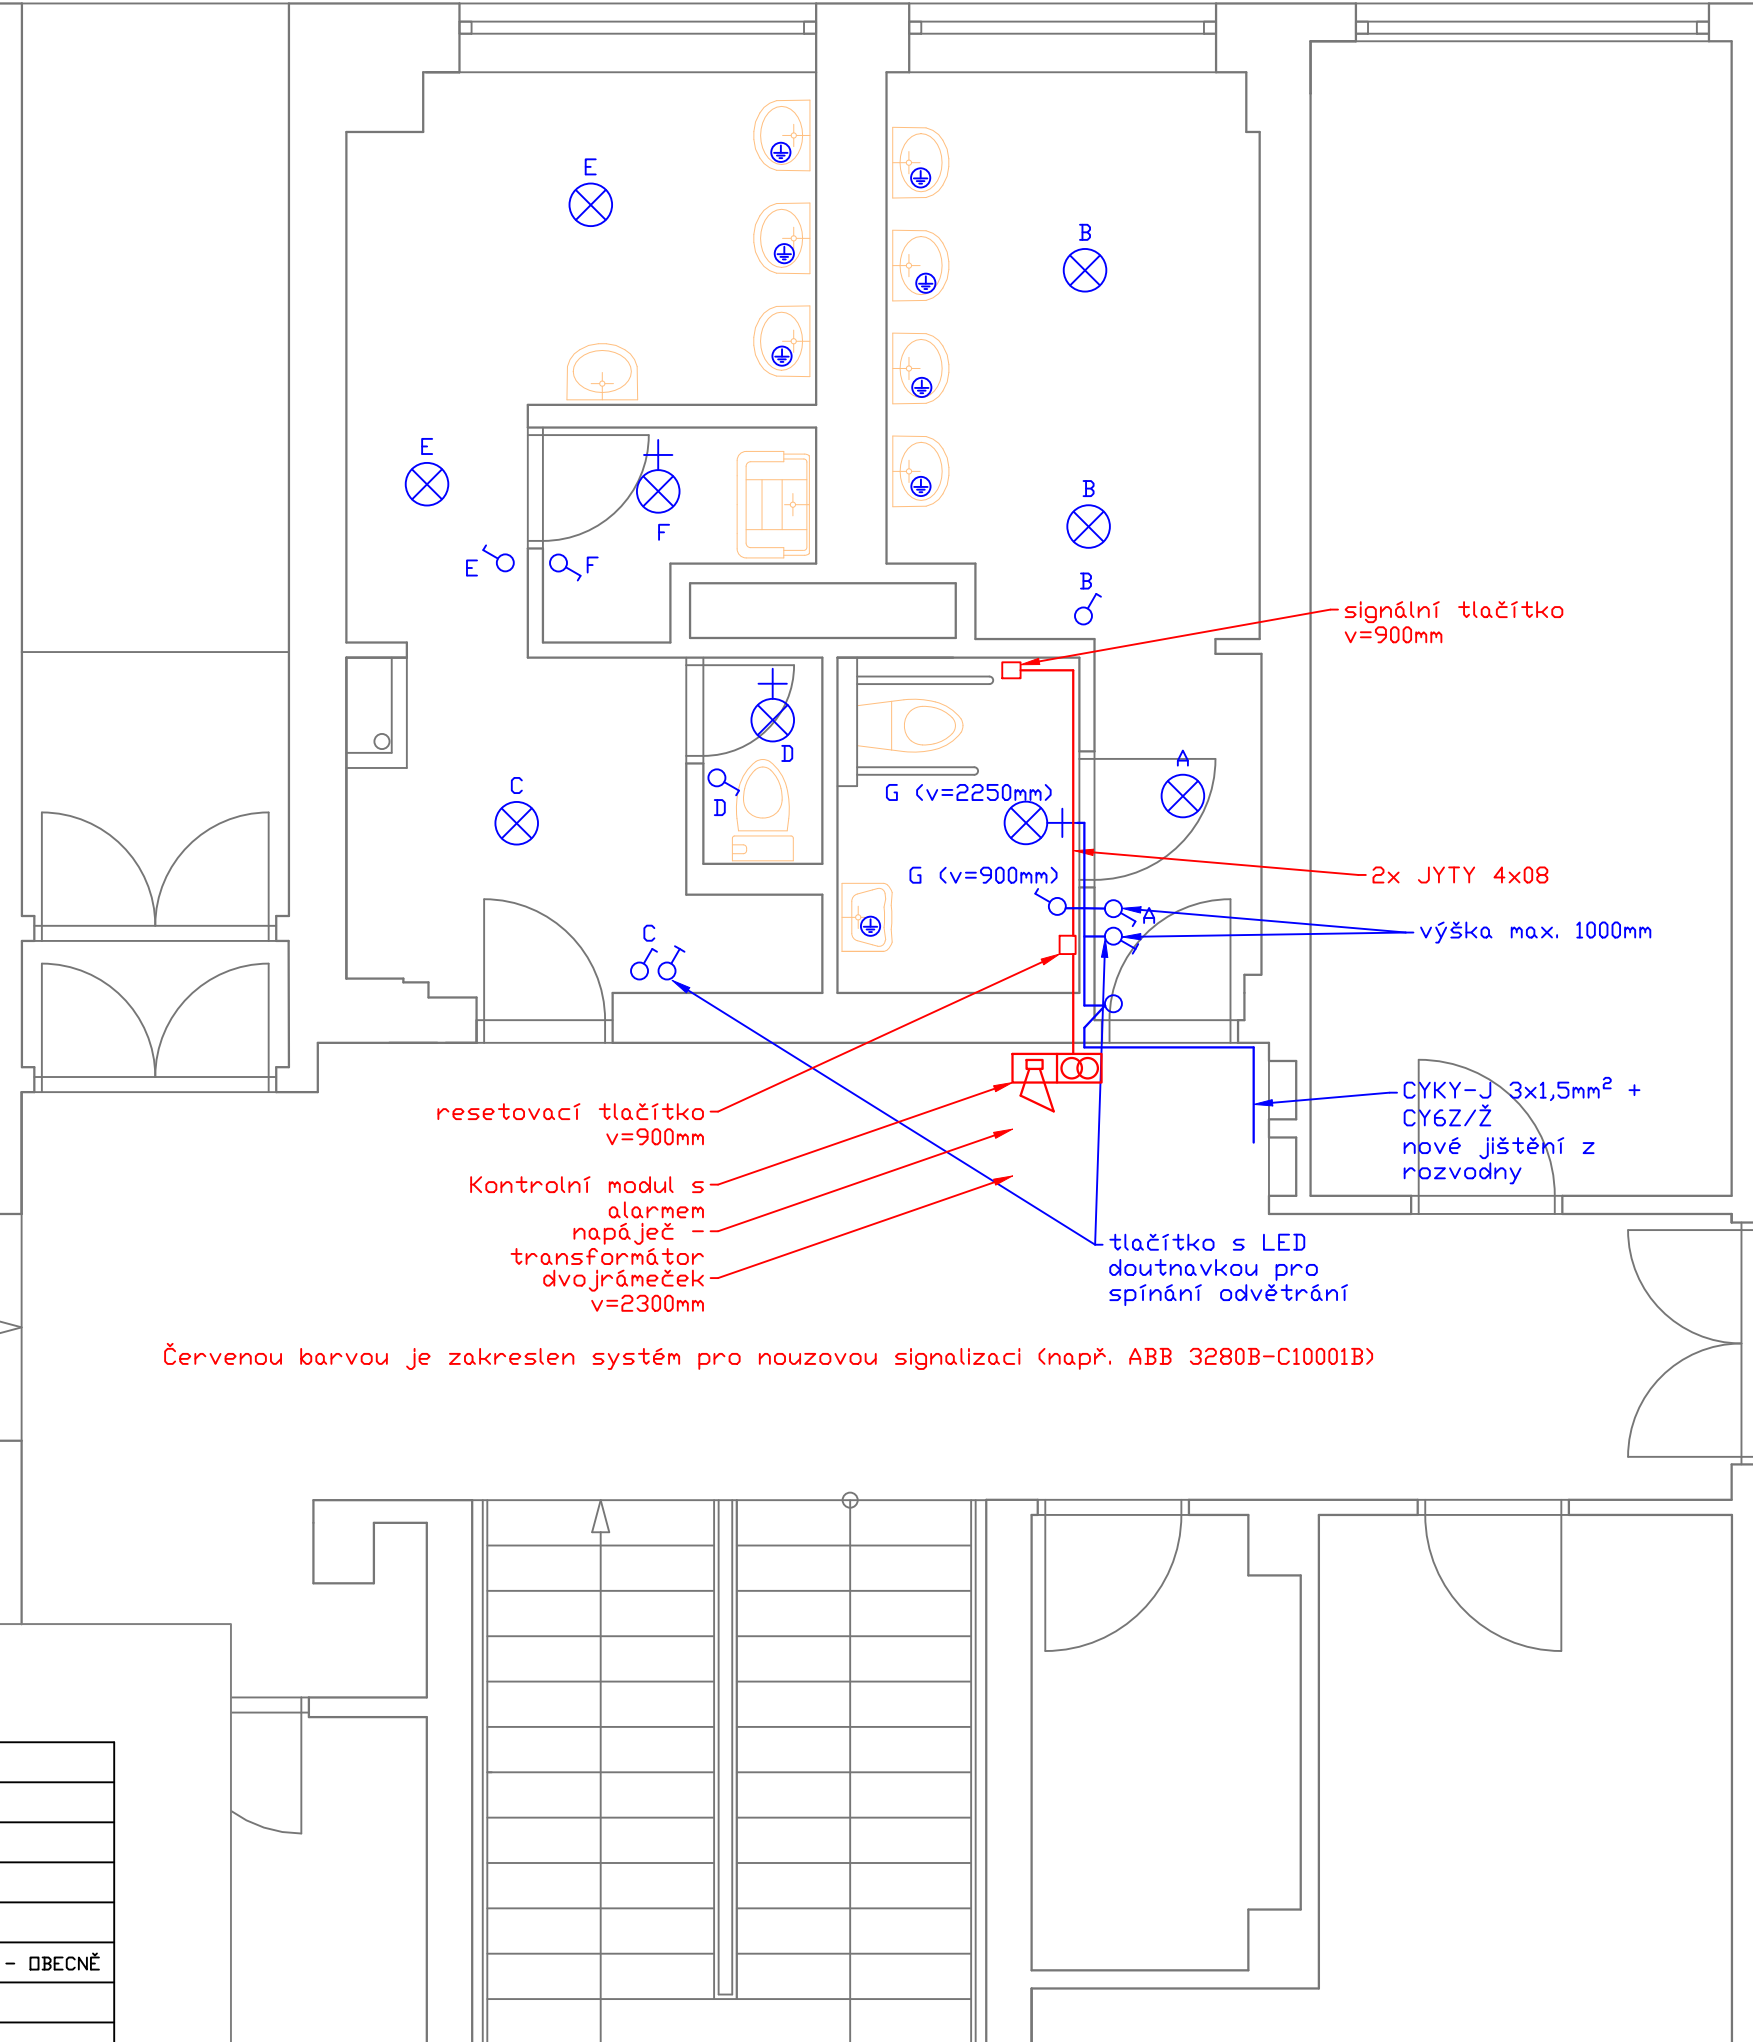 E
B
E
B
F
E
F
B
signální tlačítko
v=900mm
D
A
C
G (v=2250mm)
D
G (v=900mm)
2x JYTY 4x08
A
výška max. 1000mm
C
resetovací tlačítko
v=900mm
CYKY-J 3x1,5mm²  +
CY6Z/Ž
nové jištění z
rozvodny
Kontrolní modul s
alarmem
napáječ -
transformátor
dvojrámeček
v=2300mm
tlačítko s LED
doutnavkou pro
spínání odvětrání
Červenou barvou je zakreslen systém pro nouzovou signalizaci (např. ABB 3280B-C10001B)
- OBECNĚ